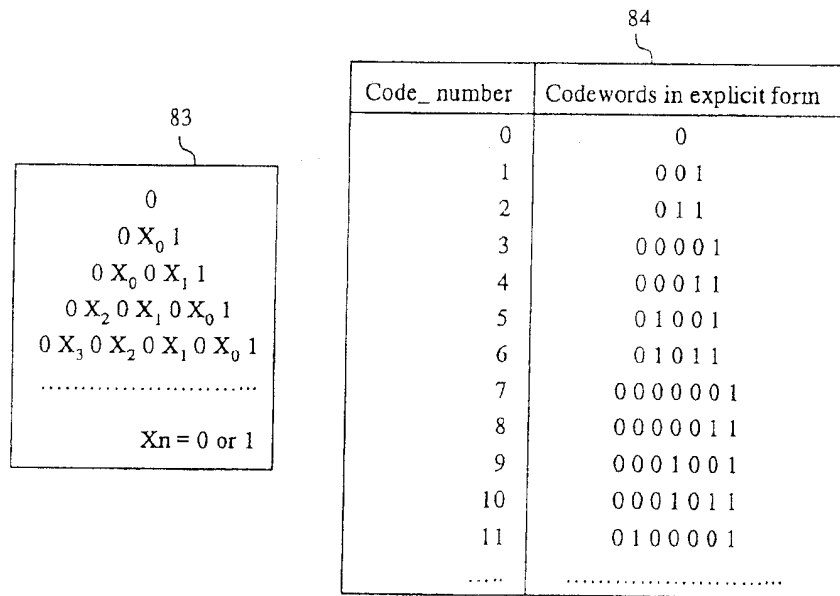 83
0
0 X0 1
0 X0 0 X1 1
0 X2 0 X1 0 X0 1
0 X3 0 X2 0 X1 0 X0 1
............................
Xn = 0 or 1
84
Code_ number Codewords in explicit form
0 0
1 0 0 1
2 0 1 1
3 0 0 0 0 1
4 0 0 0 1 1
5 0 1 0 0 1
6 0 1 0 1 1
7 0 0 0 0 0 0 1
8 0 0 0 0 0 1 1
9 0 0 0 1 0 0 1
10 0 0 0 1 0 1 1
11 0 1 0 0 0 0 1
..... ............................